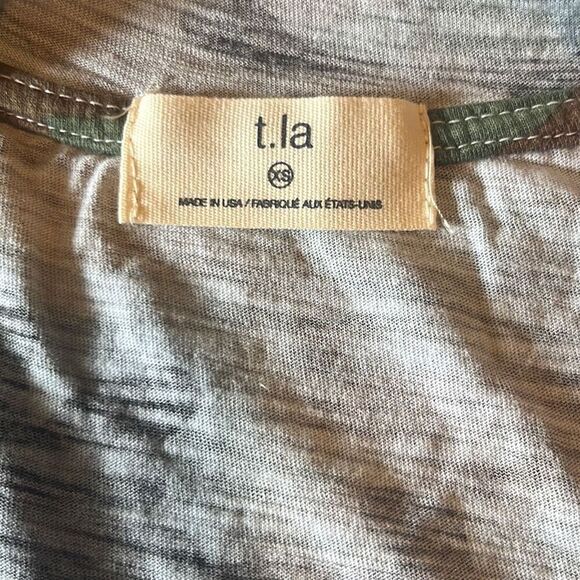 t.la
XS
MADE IN USA / FABRIQUÉ AUX ÉTATS-UNIS